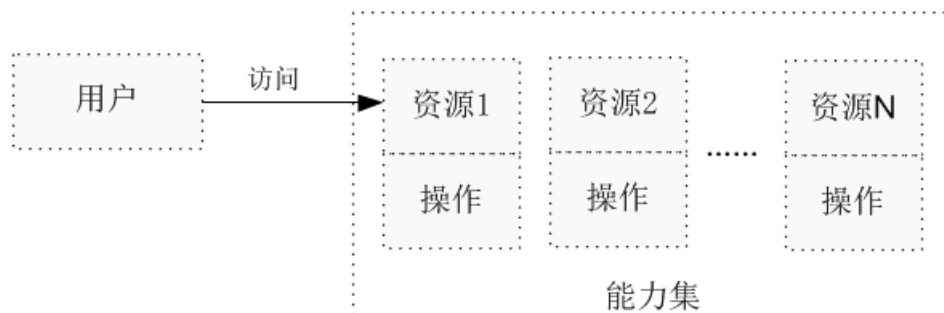 用户
访问
资源1
资源2
......
资源N
操作
操作
操作
能力集